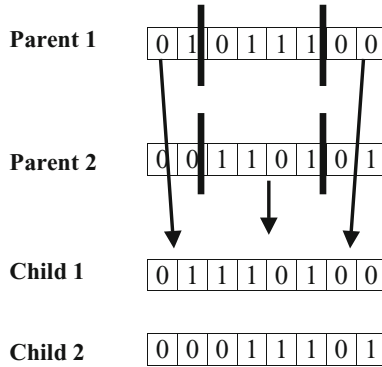 Parent 1 0 1 0 1 1 1 0 0
Parent 2 0 0 1 1 0 1 0 1
Child 1 0 1 1 1 0 1 0 0
Child 2 0 0 0 1 1 1 0 1